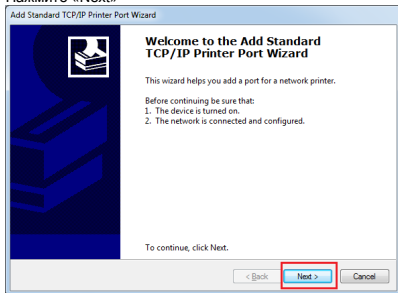 Нажмите «Next»
Add Standard TCP/IP Printer Port Wizard
Welcome to the Add Standard
TCP/IP Printer Port Wizard
This wizard helps you add a port for a network printer.
Before continuing be sure that:
1. The device is turned on.
2. The network is connected and configured.
To continue, click Next.
< Back
Next >
Cancel